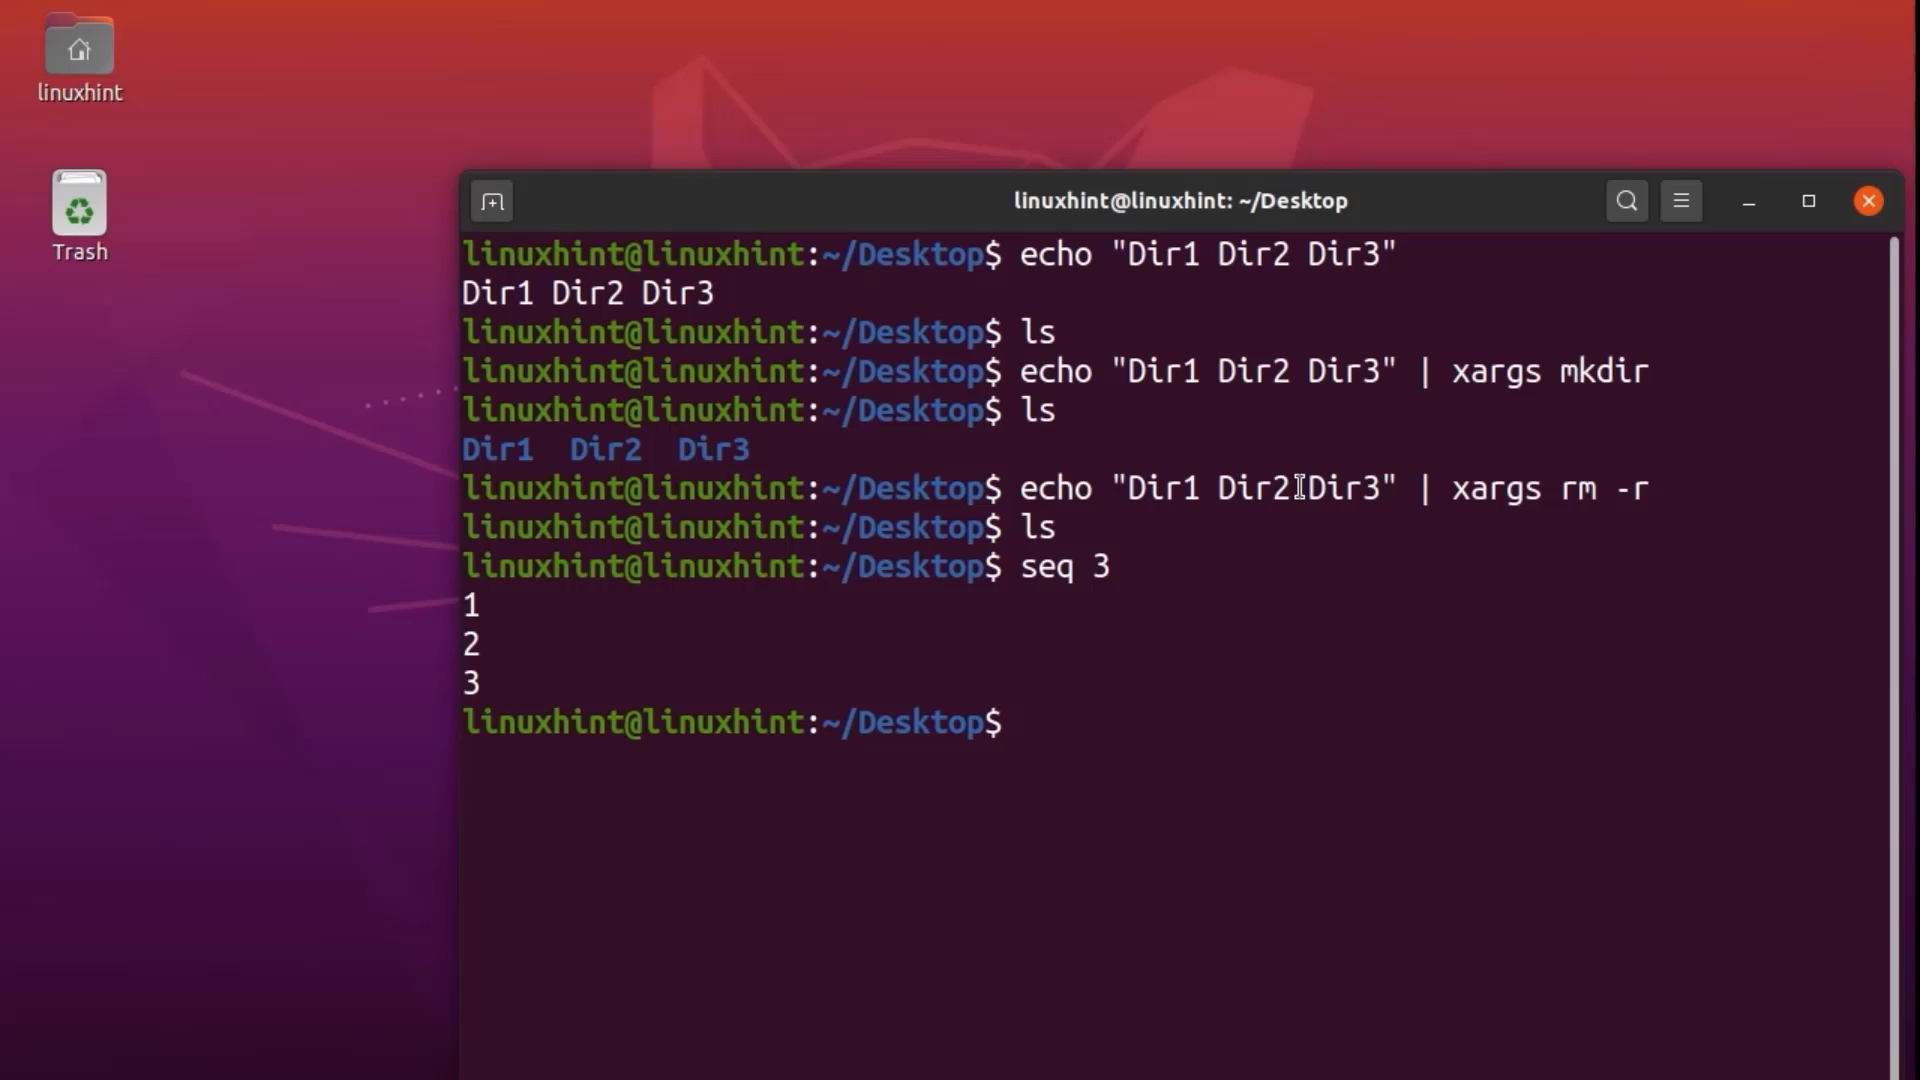 linuxhint
Trash
linuxhint@linuxhint: ~/Desktop
linuxhint@linuxhint:~/Desktop$ echo "Dir1 Dir2 Dir3"
Dir1 Dir2 Dir3
linuxhint@linuxhint:~/Desktop$ ls
linuxhint@linuxhint:~/Desktop$ echo "Dir1 Dir2 Dir3" | xargs mkdir
linuxhint@linuxhint:~/Desktop$ ls
Dir1  Dir2  Dir3
linuxhint@linuxhint:~/Desktop$ echo "Dir1 Dir2 Dir3" | xargs rm -r
linuxhint@linuxhint:~/Desktop$ ls
linuxhint@linuxhint:~/Desktop$ seq 3
1
2
3
linuxhint@linuxhint:~/Desktop$